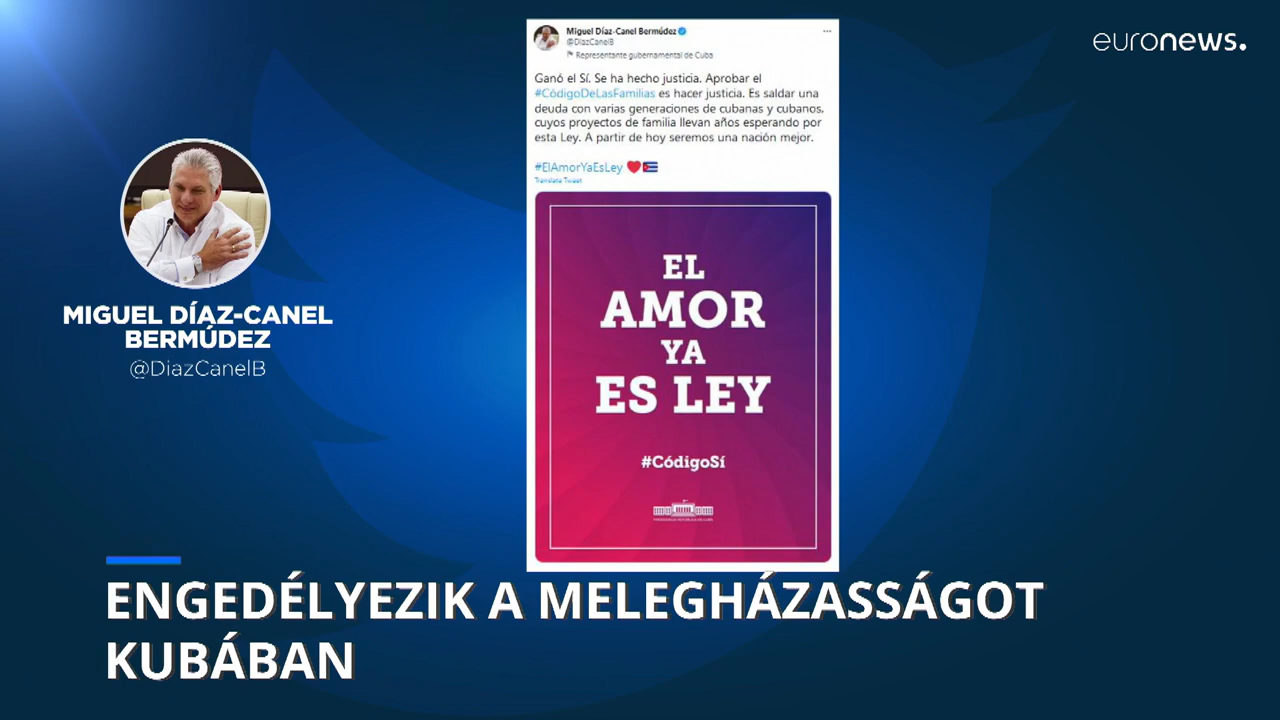 Miguel Díaz-Canel Bermúdez
@DiazCanelB
Representante gubernamental de Cuba
euronews.
Ganó el Sí. Se ha hecho justicia. Aprobar el
#CódigoDeLasFamilias es hacer justicia. Es saldar una
deuda con varias generaciones de cubanas y cubanos,
cuyos proyectos de familia llevan años esperando por
esta Ley. A partir de hoy seremos una nación mejor.
#ElAmorYaEsLey
Translate Tweet
MIGUEL DÍAZ-CANEL
BERMÚDEZ
@DiazCanelB
EL
AMOR
YA
ES LEY
#CódigoSí
ENGEDÉLYEZIK A MELEGHÁZASSÁGOT
KUBÁBAN